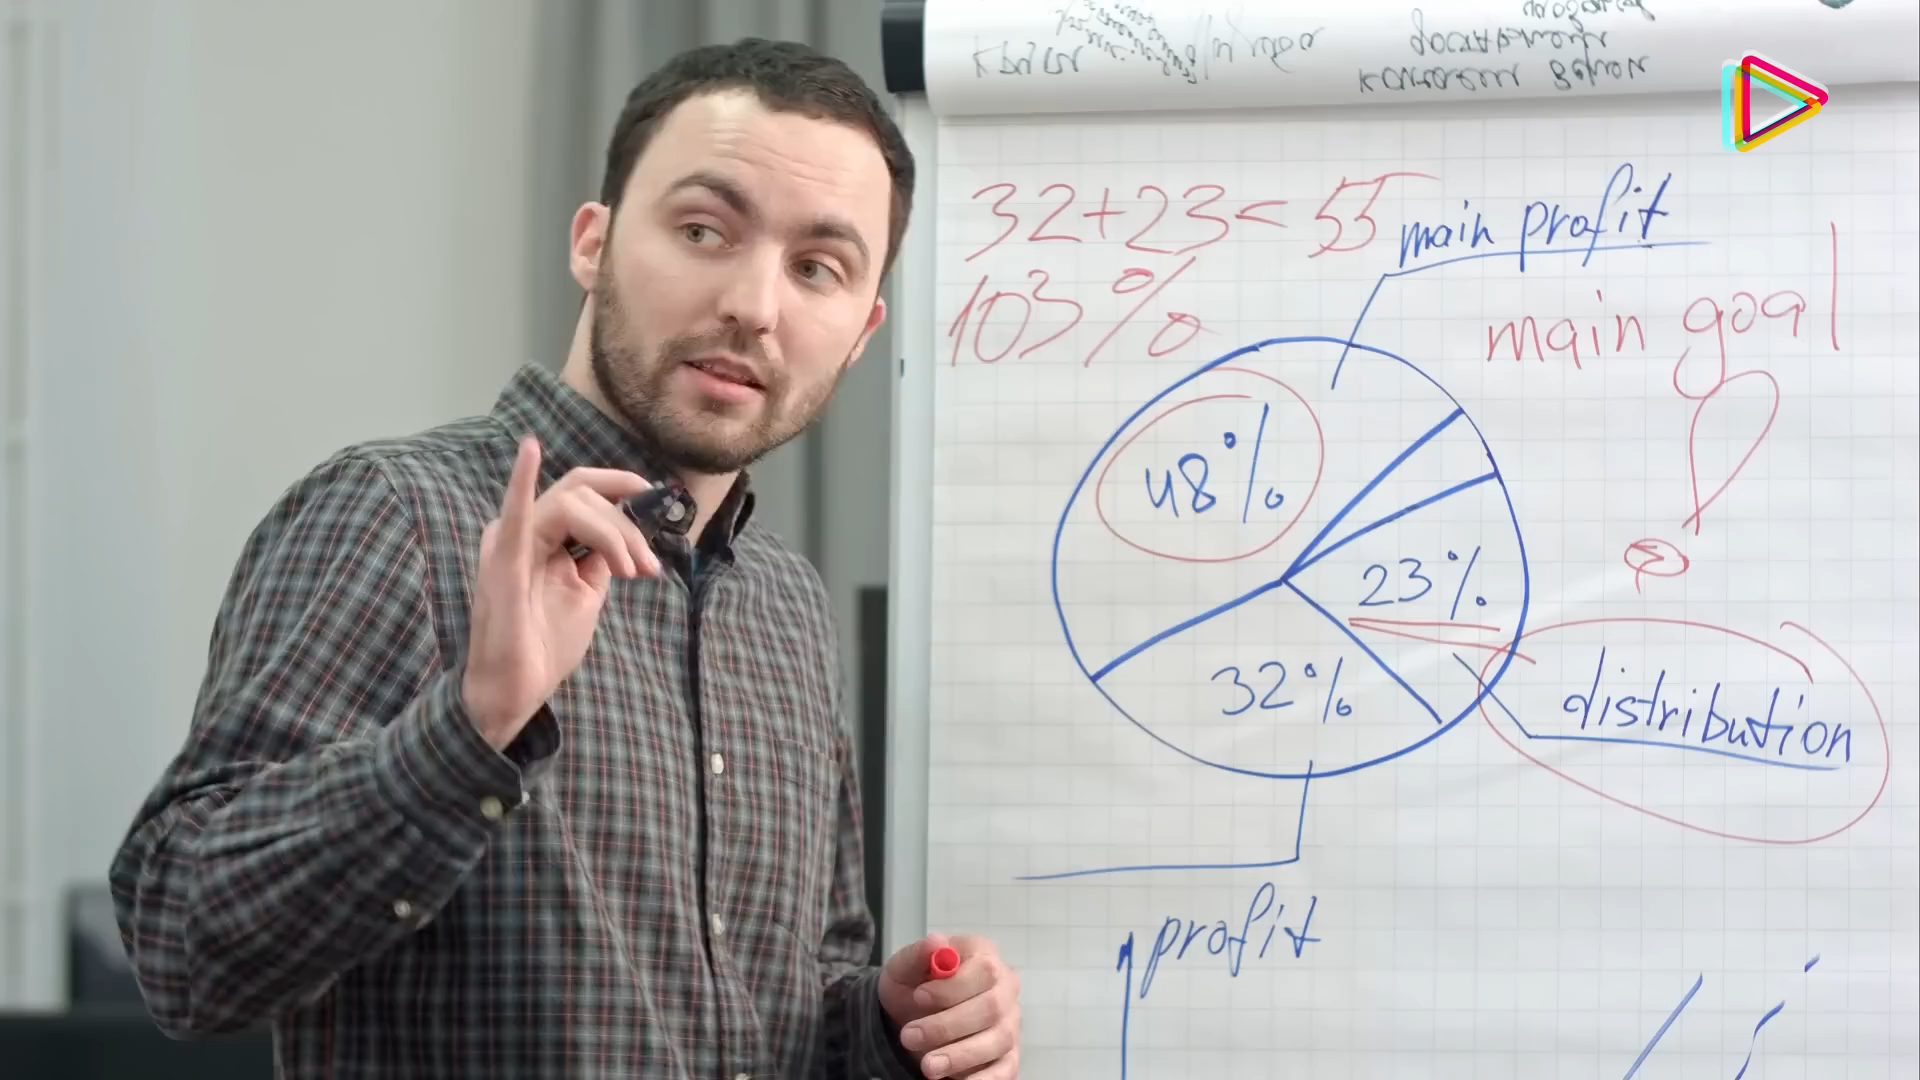 32+23 = 55
main profit
103%
main goal
48%
23%
32%
distribution
profit